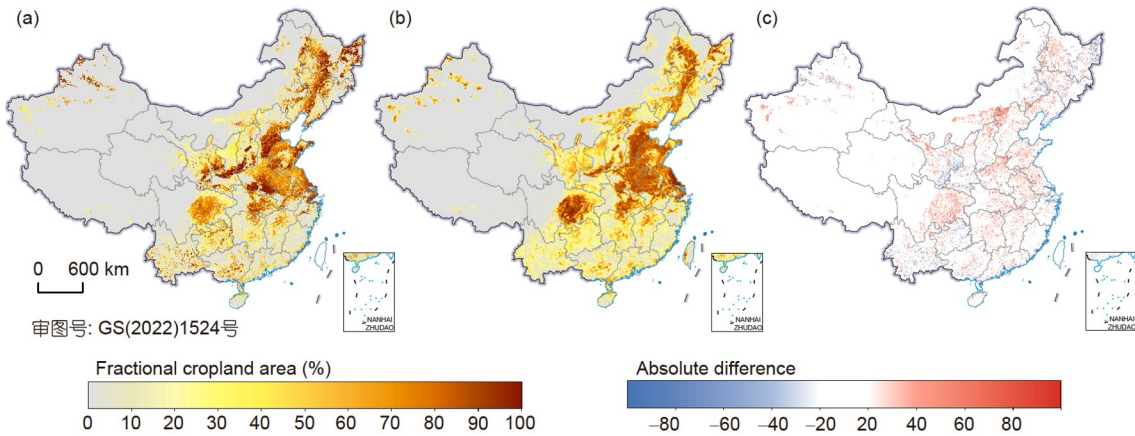 (a)
(b)
(c)
0 600 km
审图号: GS(2022)1524号
NANHAI
ZHUDAO
NANHAI
ZHUDAO
NANHAI
ZHUDAO
Fractional cropland area (%)
0 10 20 30 40 50 60 70 80 90 100
Absolute difference
−80 −60 −40 −20 20 40 60 80